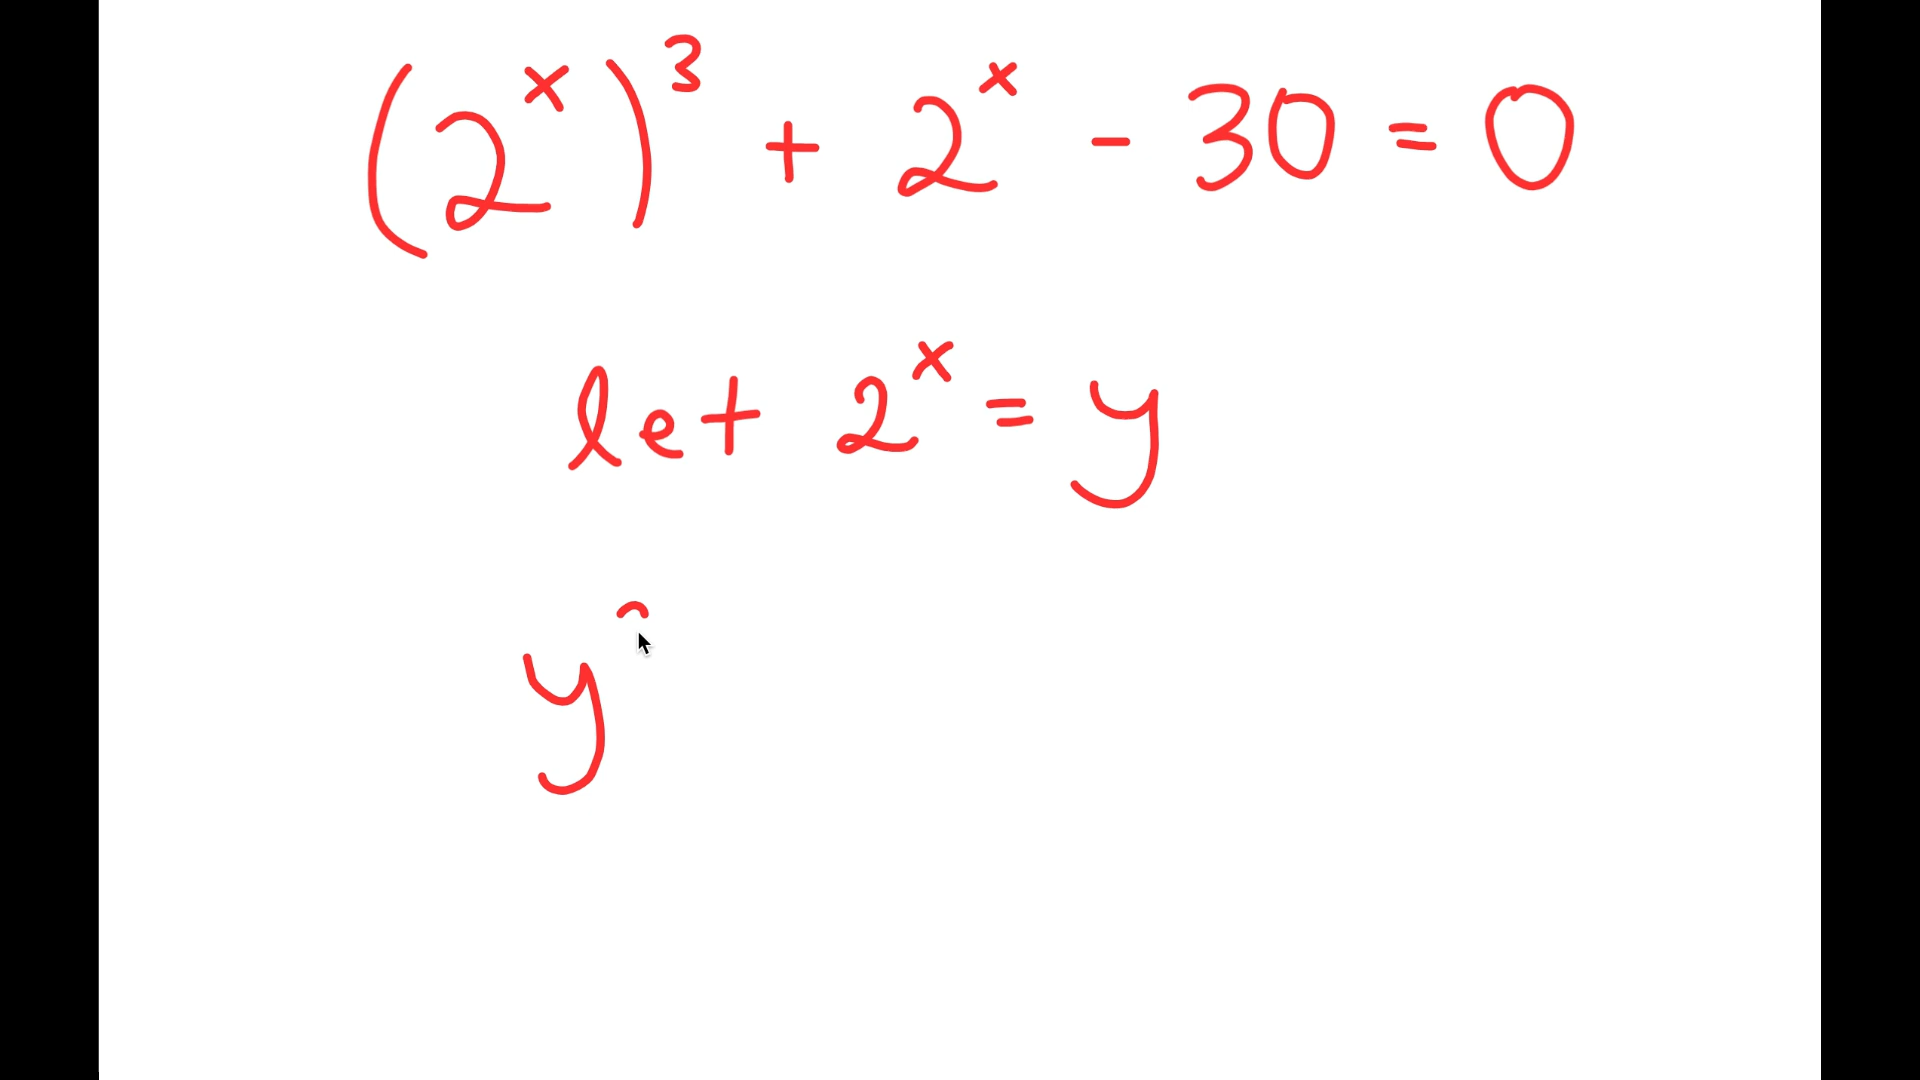 (2^x)^3 + 2^x - 30 = 0
let 2^x = y
y